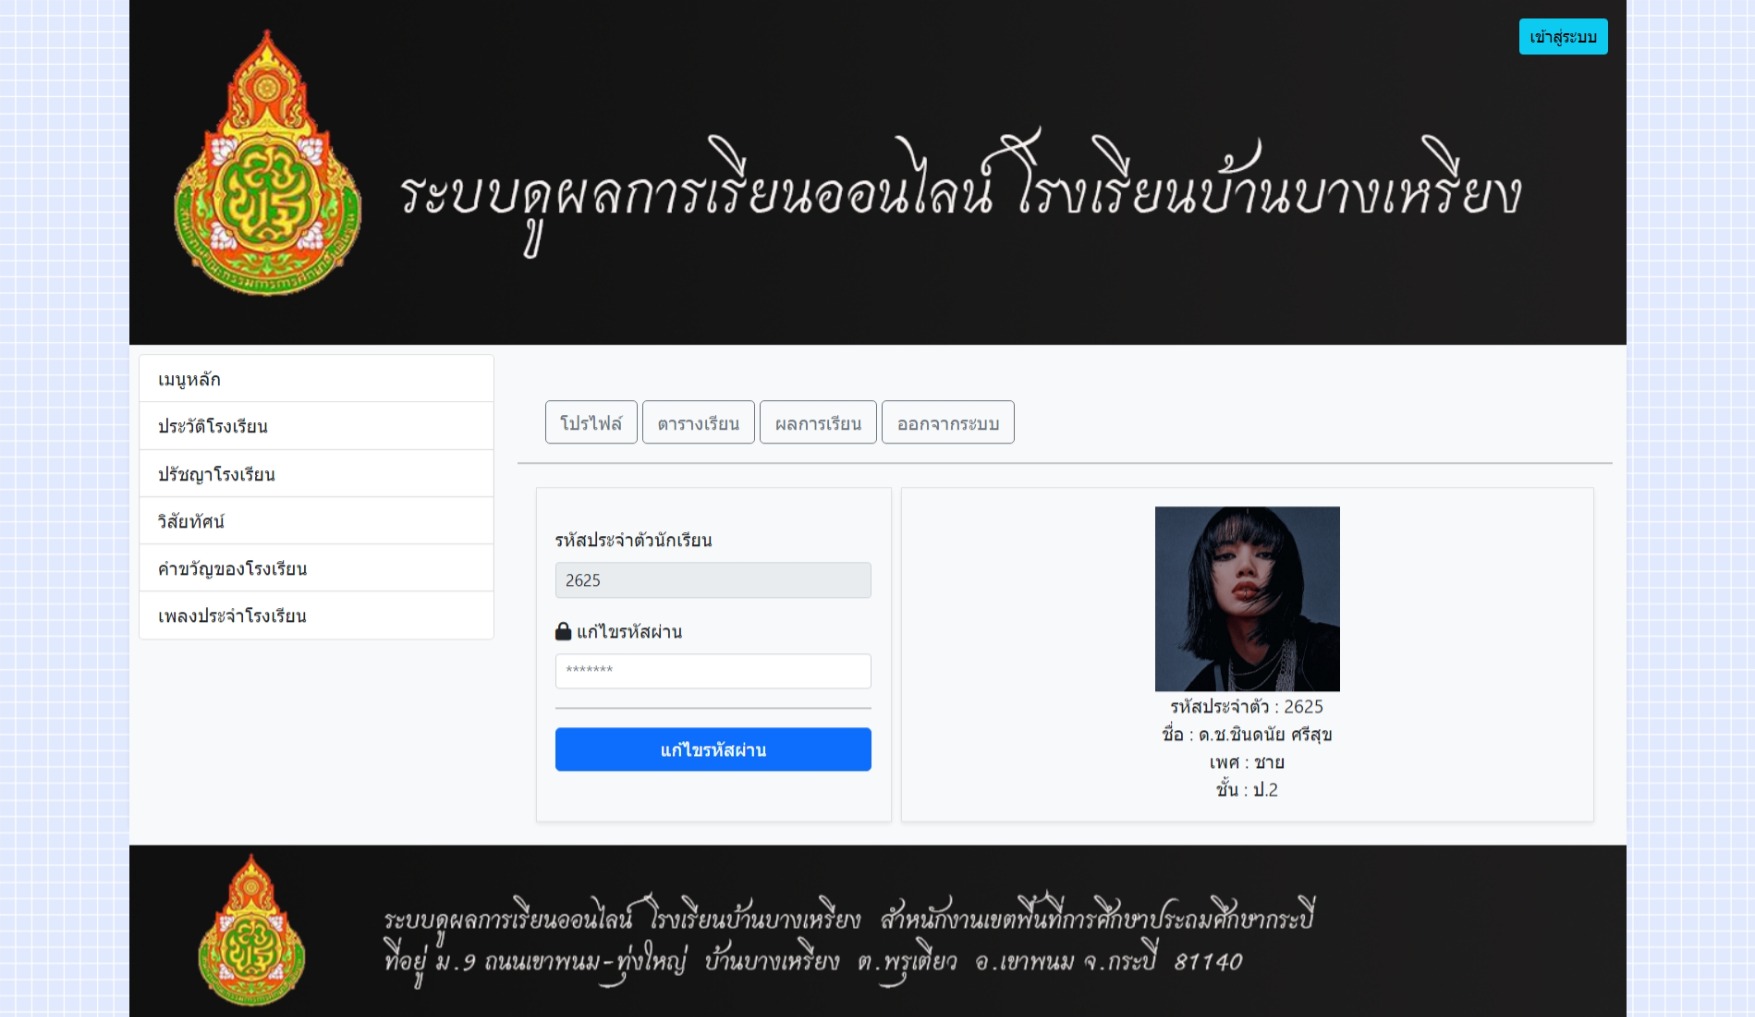 เข้าสู่ระบบ
ระบบดูผลการเรียนออนไลน์ โรงเรียนบ้านบางเหรียง
เมนูหลัก
ประวัติโรงเรียน
ปรัชญาโรงเรียน
วิสัยทัศน์
คำขวัญของโรงเรียน
เพลงประจำโรงเรียน
โปรไฟล์ ตารางเรียน ผลการเรียน ออกจากระบบ
รหัสประจำตัวนักเรียน
2625
แก้ไขรหัสผ่าน
*******
แก้ไขรหัสผ่าน
รหัสประจำตัว : 2625
ชื่อ : ด.ช.ชินดนัย ศรีสุข
เพศ : ชาย
ชั้น : ป.2
ระบบดูผลการเรียนออนไลน์ โรงเรียนบ้านบางเหรียง สำหนักงานเขตพื้นที่การศึกษาประถมศึกษากระบี่
ที่อยู่ ม.9 ถนนเขาพนม-ทุ่งใหญ่ บ้านบางเหรียง ต.พรุเตียว อ.เขาพนม จ.กระบี่ 81140